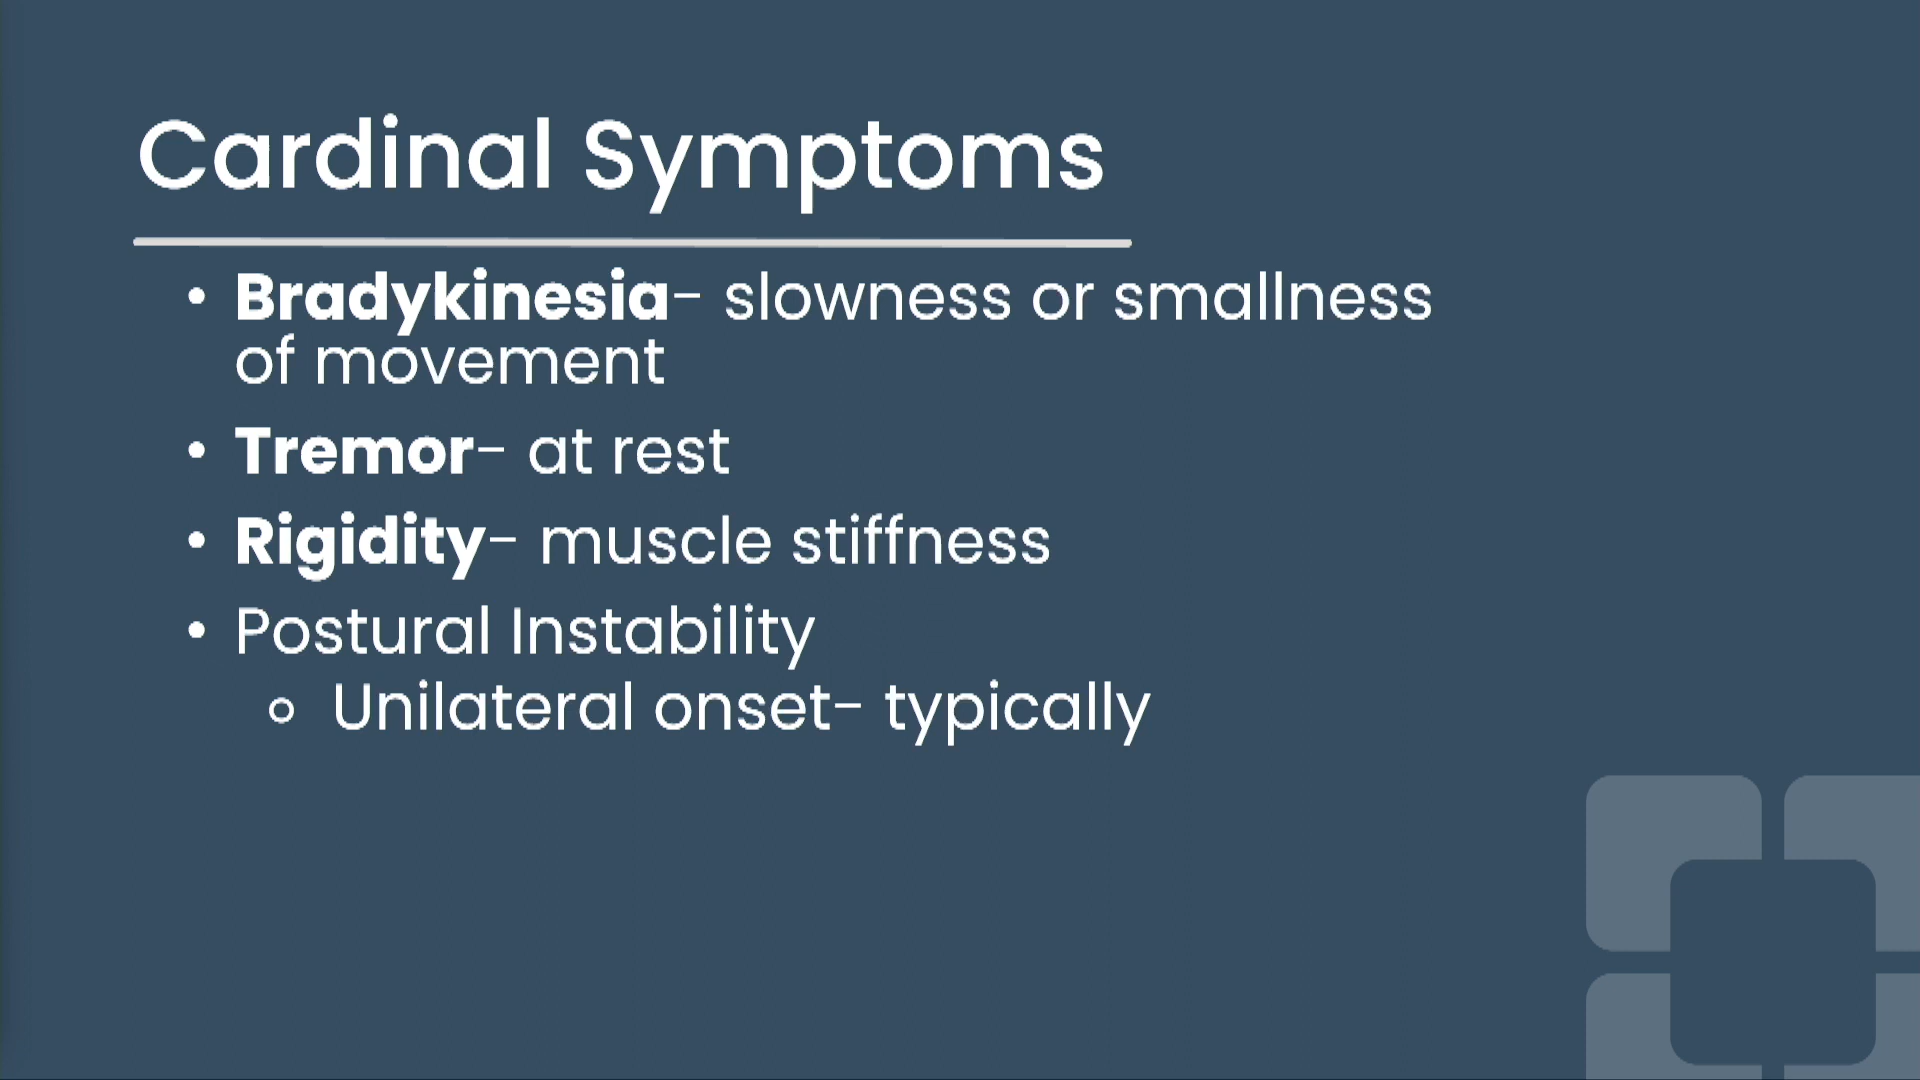 Cardinal Symptoms
• Bradykinesia- slowness or smallness
of movement
• Tremor- at rest
• Rigidity- muscle stiffness
• Postural Instability
o Unilateral onset- typically